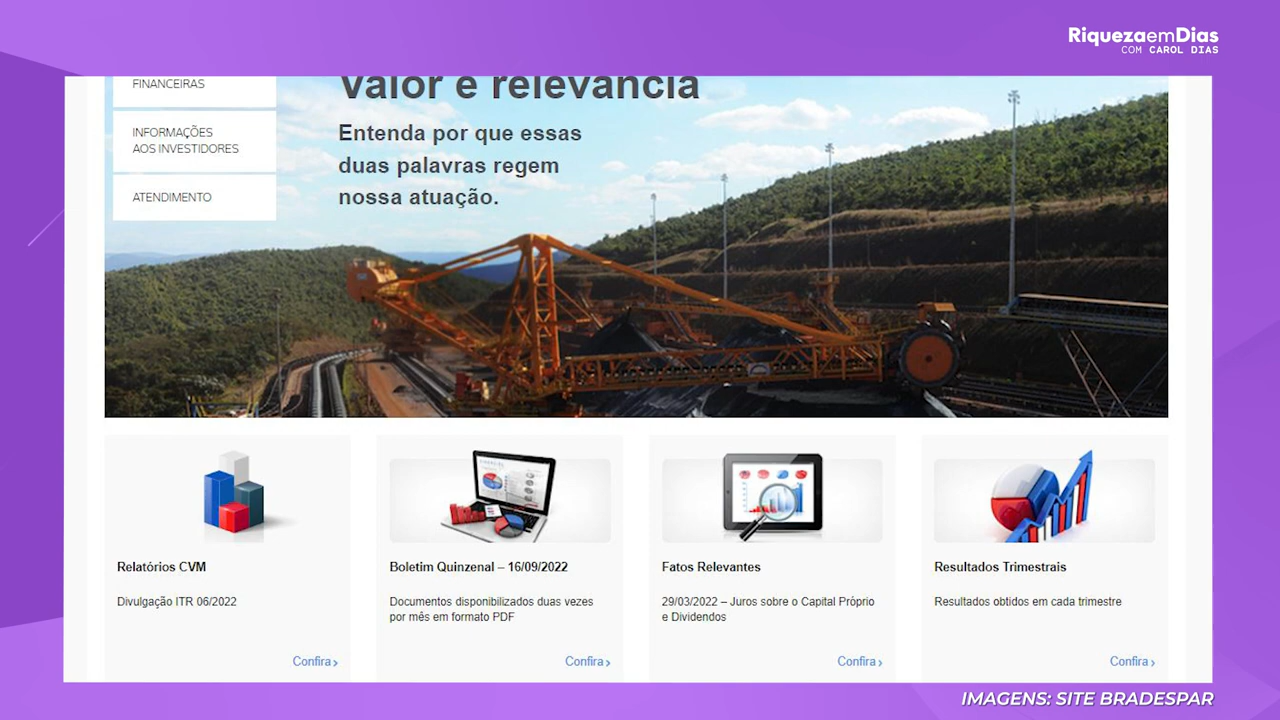 RiquezaemDias
COM CAROL DIAS
FINANCEIRAS
INFORMAÇÕES
AOS INVESTIDORES
ATENDIMENTO
Valor e relevância
Entenda por que essas
duas palavras regem
nossa atuação.
Relatórios CVM
Divulgação ITR 06/2022
Confira ›
Boletim Quinzenal – 16/09/2022
Documentos disponibilizados duas vezes
por mês em formato PDF
Confira ›
Fatos Relevantes
29/03/2022 – Juros sobre o Capital Próprio
e Dividendos
Confira ›
Resultados Trimestrais
Resultados obtidos em cada trimestre
Confira ›
IMAGENS: SITE BRADESPAR